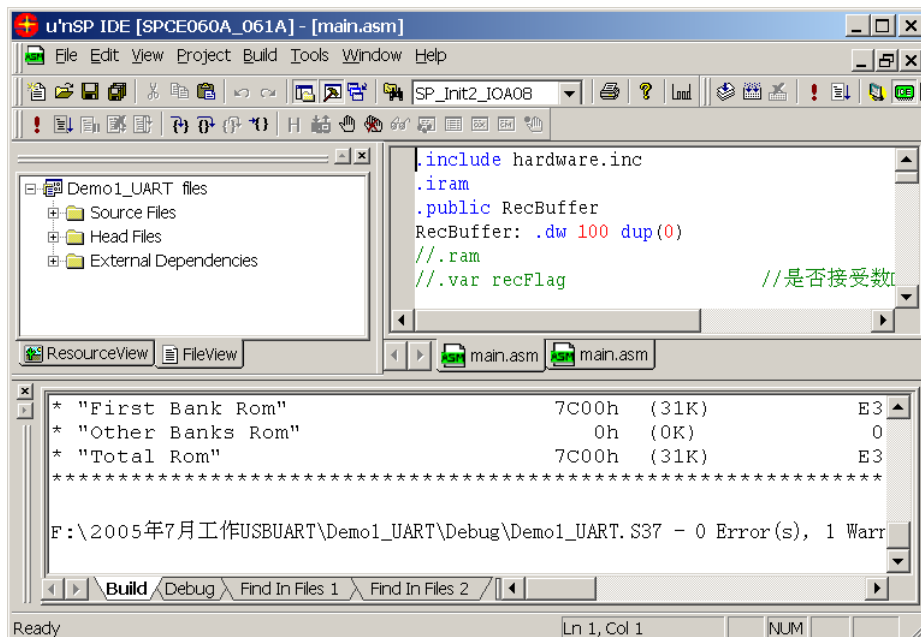 u'nSP IDE [SPCE060A_061A] - [main.asm]
File Edit View Project Build Tools Window Help
SP_Init2_IOA08
Demo1_UART files
Source Files
Head Files
External Dependencies
ResourceView FileView
.include hardware.inc
.iram
.public RecBuffer
RecBuffer: .dw 100 dup(0)
//.ram
//.var recFlag //是否接受数
main.asm main.asm
* "First Bank Rom" 7C00h (31K) E3
* "Other Banks Rom" 0h (0K) 0
* "Total Rom" 7C00h (31K) E3
********************************************************************
F:\2005年7月工作USBUART\Demo1_UART\Debug\Demo1_UART.S37 - 0 Error(s), 1 Warr
Build Debug Find In Files 1 Find In Files 2
Ready Ln 1, Col 1 NUM